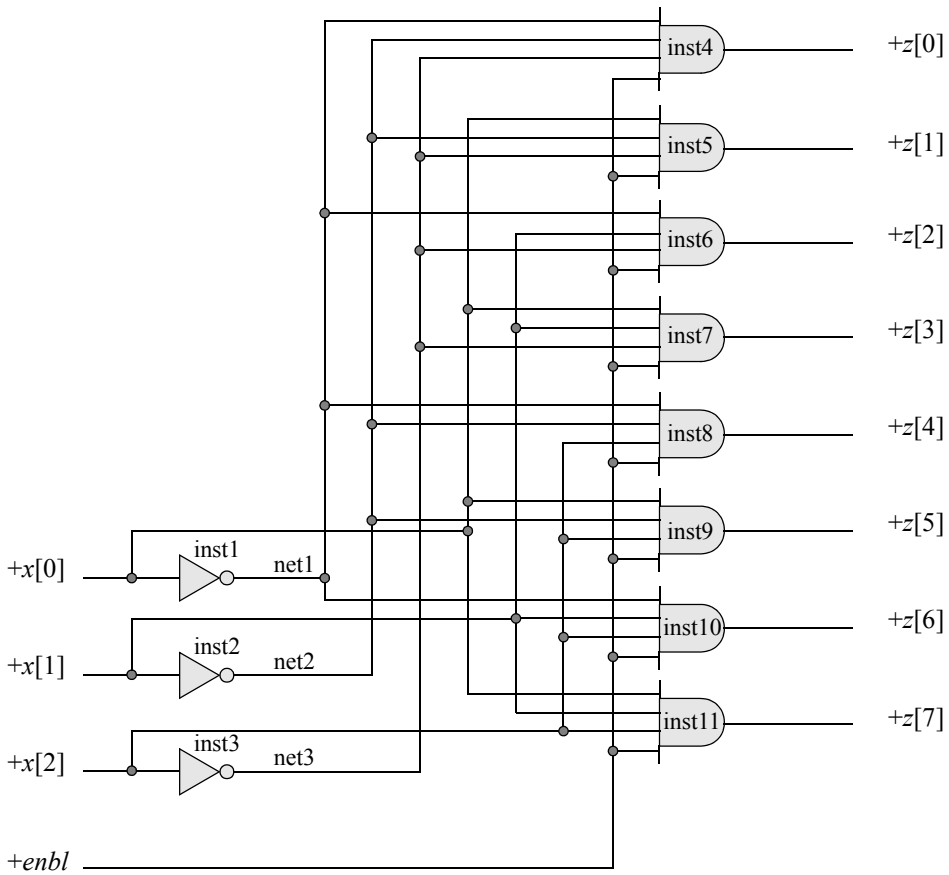 inst4
+z[0]
inst5
+z[1]
inst6
+z[2]
inst7
+z[3]
inst8
+z[4]
inst9
+z[5]
+x[0]
inst1
net1
inst10
+z[6]
+x[1]
inst2
net2
inst11
+z[7]
+x[2]
inst3
net3
+enbl